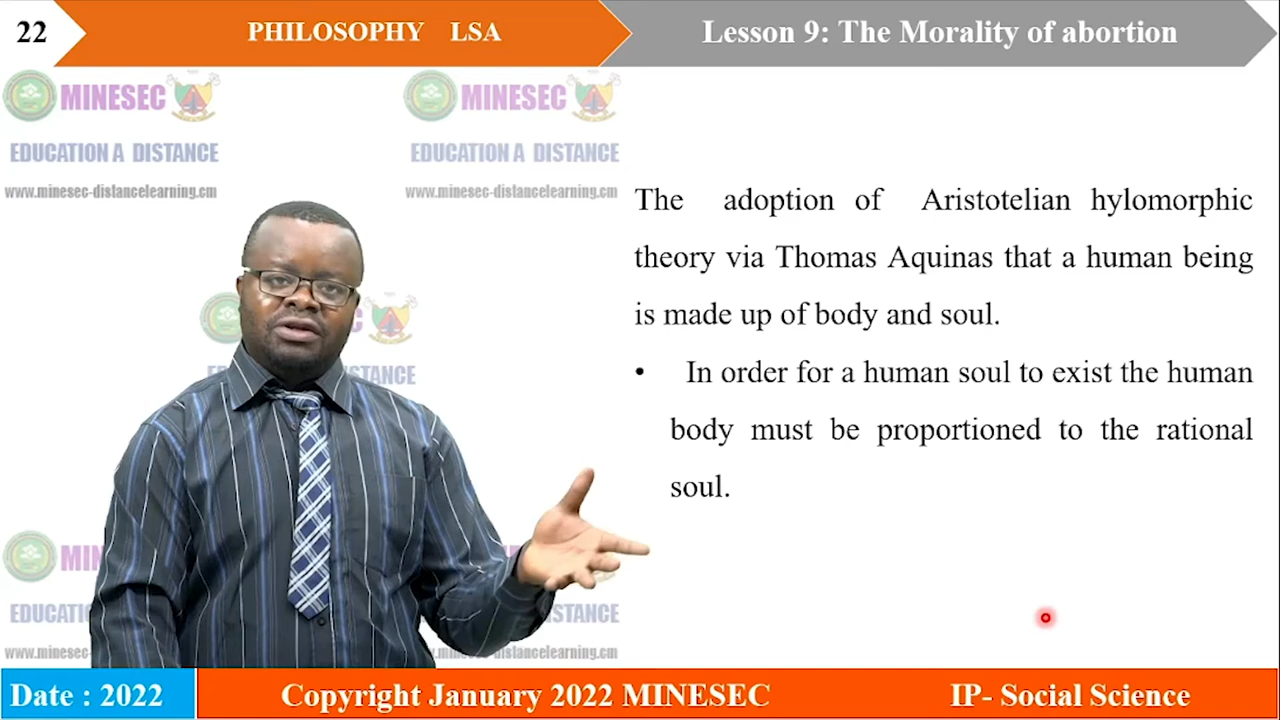 22
PHILOSOPHY LSA
Lesson 9: The Morality of abortion
MINESEC
MINESEC
EDUCATION A DISTANCE
EDUCATION A DISTANCE
www.minesec-distancelearning.cm
www.minesec-distancelearning.cm
The adoption of Aristotelian hylomorphic
theory via Thomas Aquinas that a human being
is made up of body and soul.
• In order for a human soul to exist the human
body must be proportioned to the rational
soul.
Date : 2022
Copyright January 2022 MINESEC
IP- Social Science